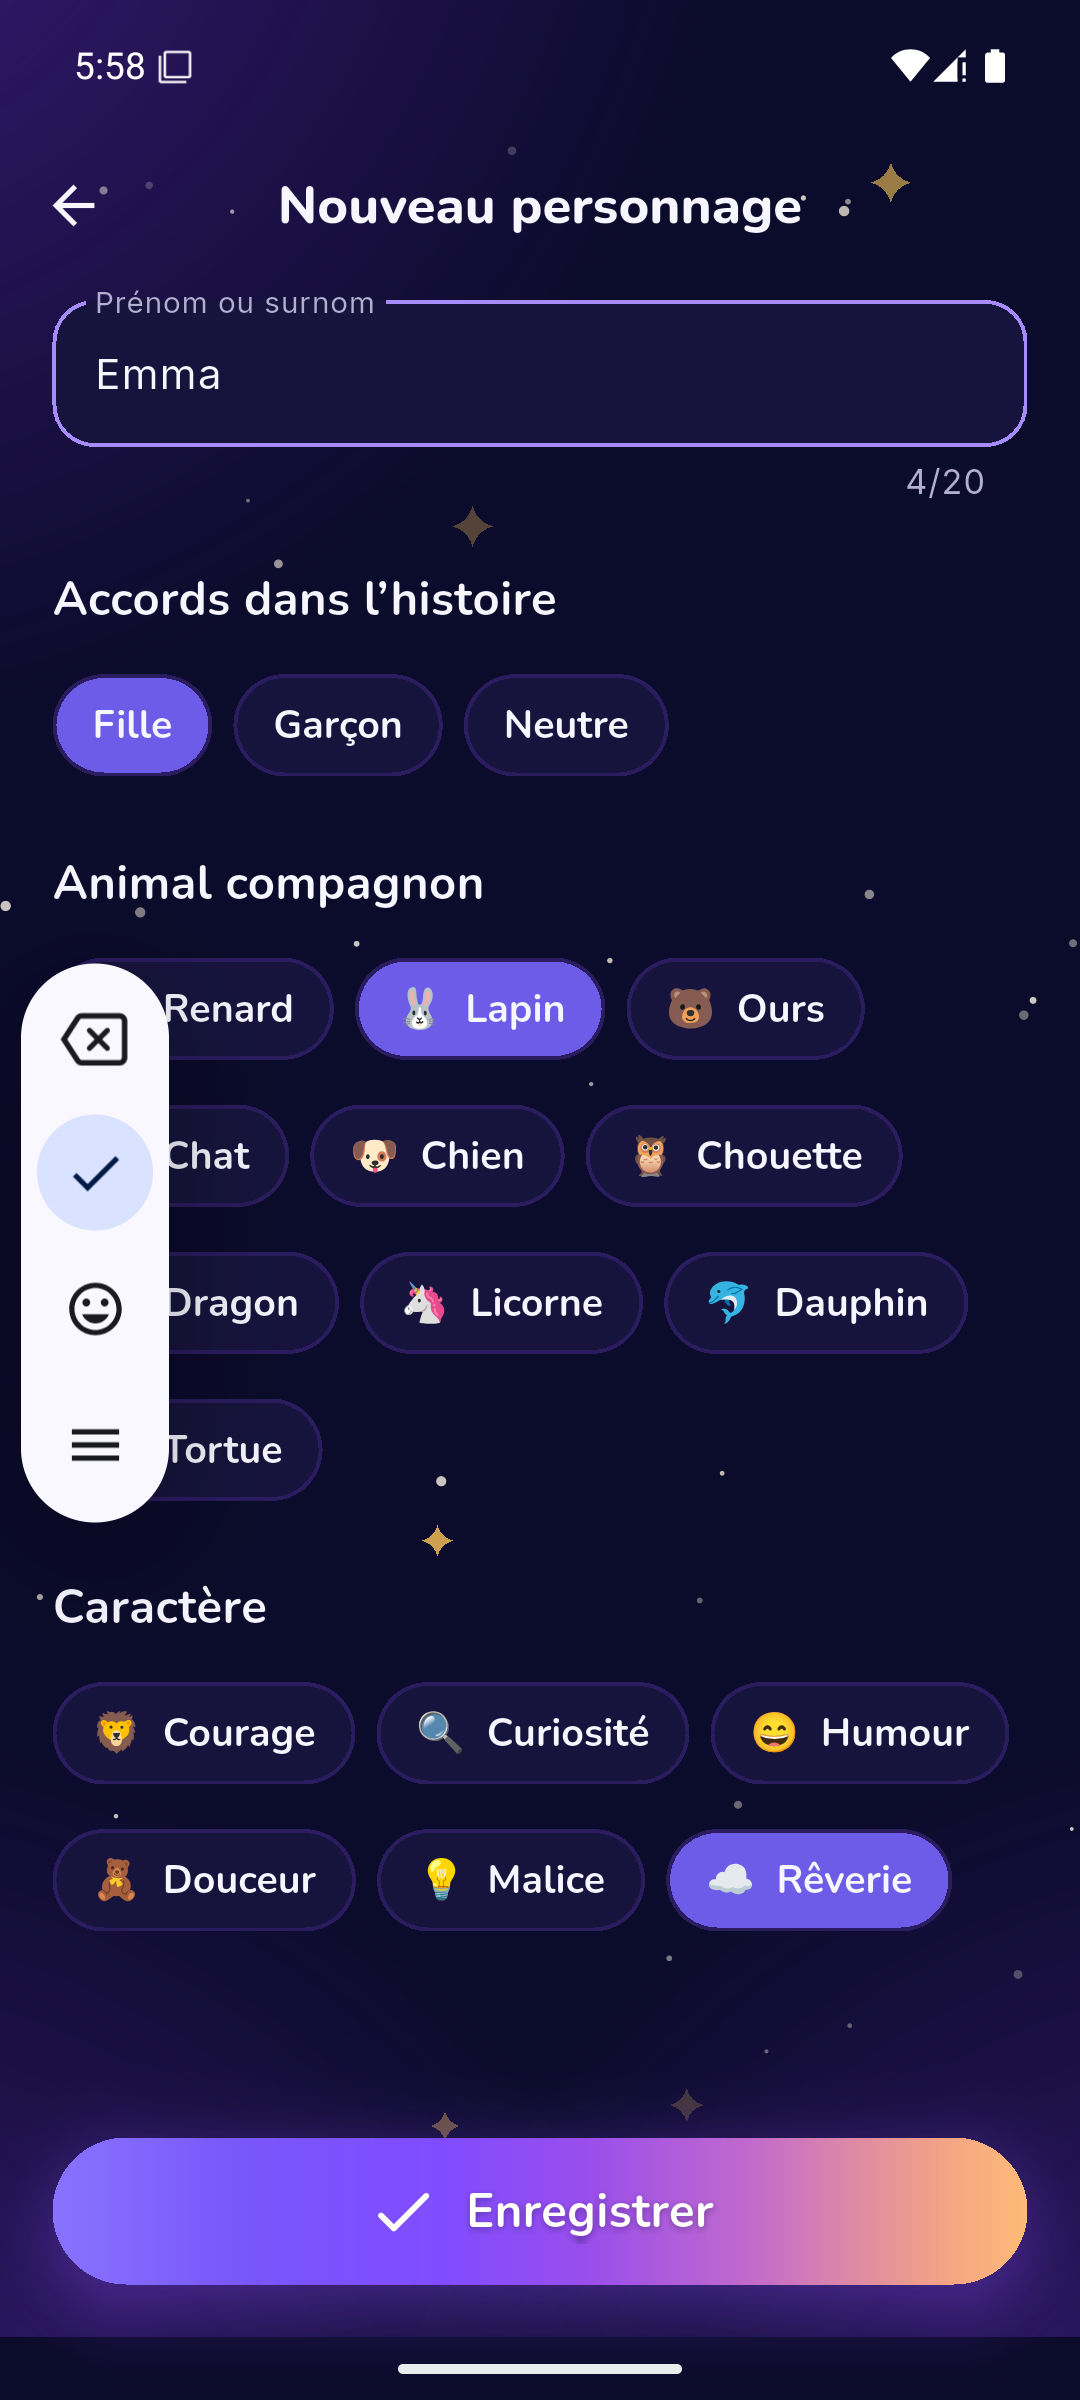 5:58
Nouveau personnage
Prénom ou surnom
Emma
4/20
Accords dans l’histoire
Fille Garçon Neutre
Animal compagnon
Renard Lapin Ours
Chat Chien Chouette
Dragon Licorne Dauphin
Tortue
Caractère
Courage Curiosité Humour
Douceur Malice Rêverie
Enregistrer